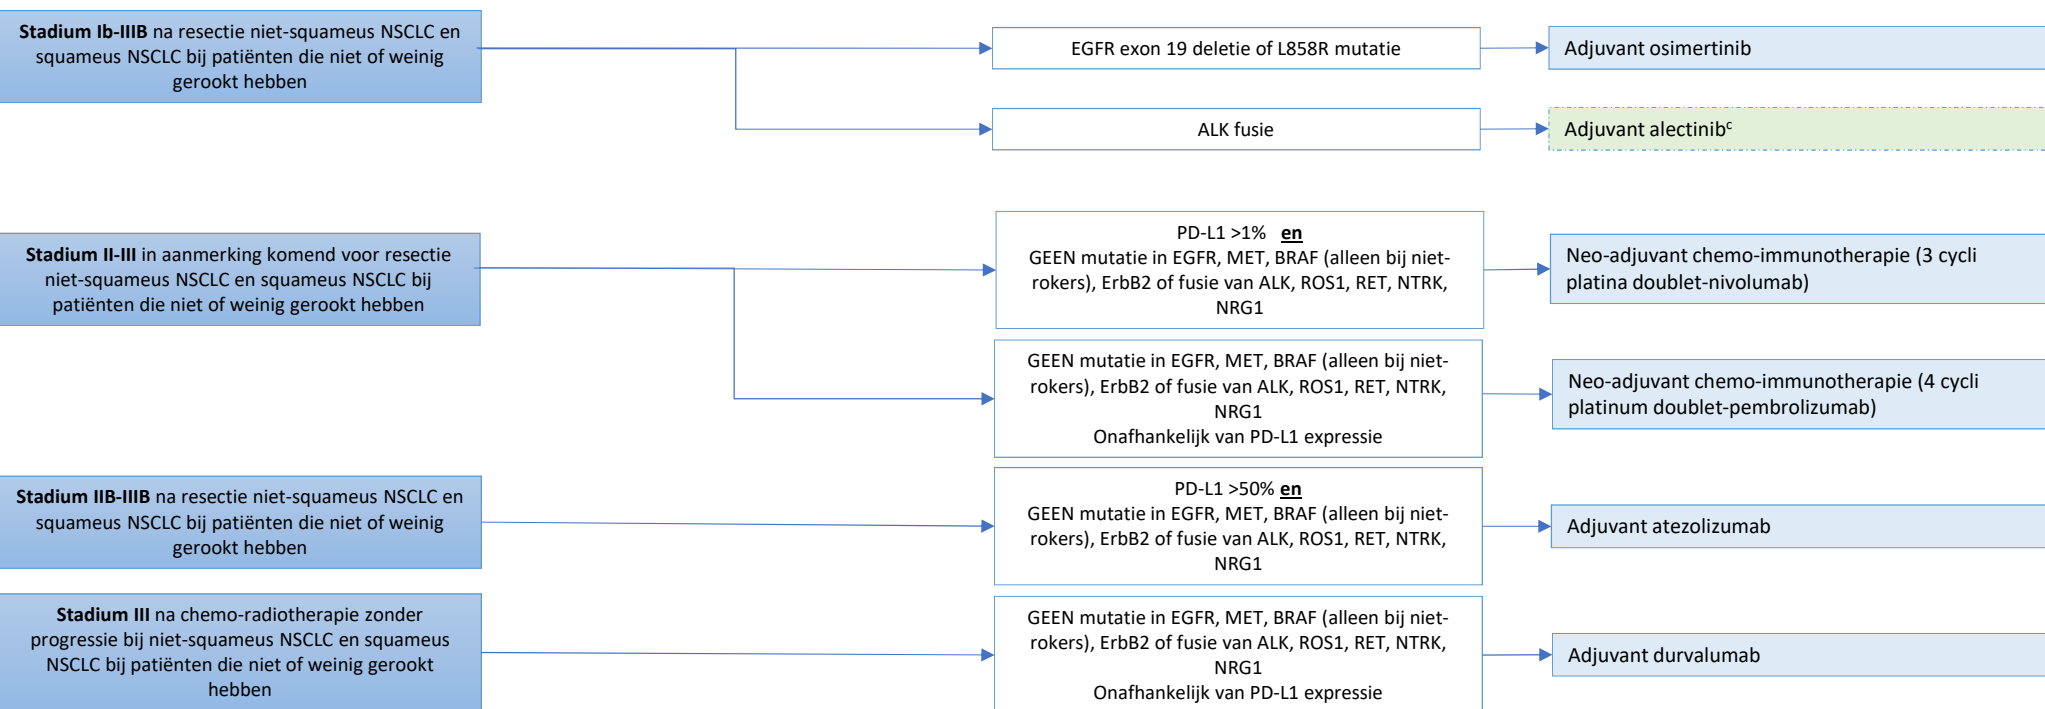 Stadium Ib-IIIB na resectie niet-squameus NSCLC en
squameus NSCLC bij patiënten die niet of weinig
gerookt hebben
EGFR exon 19 deletie of L858R mutatie
Adjuvant osimertinib
ALK fusie
Adjuvant alectinibᶜ
Stadium II-III in aanmerking komend voor resectie
niet-squameus NSCLC en squameus NSCLC bij
patiënten die niet of weinig gerookt hebben
PD-L1 >1% en
GEEN mutatie in EGFR, MET, BRAF (alleen bij niet-
rokers), ErbB2 of fusie van ALK, ROS1, RET, NTRK,
NRG1
Neo-adjuvant chemo-immunotherapie (3 cycli
platina doublet-nivolumab)
GEEN mutatie in EGFR, MET, BRAF (alleen bij niet-
rokers), ErbB2 of fusie van ALK, ROS1, RET, NTRK,
NRG1
Onafhankelijk van PD-L1 expressie
Neo-adjuvant chemo-immunotherapie (4 cycli
platinum doublet-pembrolizumab)
Stadium IIB-IIIB na resectie niet-squameus NSCLC en
squameus NSCLC bij patiënten die niet of weinig
gerookt hebben
PD-L1 >50% en
GEEN mutatie in EGFR, MET, BRAF (alleen bij niet-
rokers), ErbB2 of fusie van ALK, ROS1, RET, NTRK,
NRG1
Adjuvant atezolizumab
Stadium III na chemo-radiotherapie zonder
progressie bij niet-squameus NSCLC en squameus
NSCLC bij patiënten die niet of weinig gerookt
hebben
GEEN mutatie in EGFR, MET, BRAF (alleen bij niet-
rokers), ErbB2 of fusie van ALK, ROS1, RET, NTRK,
NRG1
Onafhankelijk van PD-L1 expressie
Adjuvant durvalumab